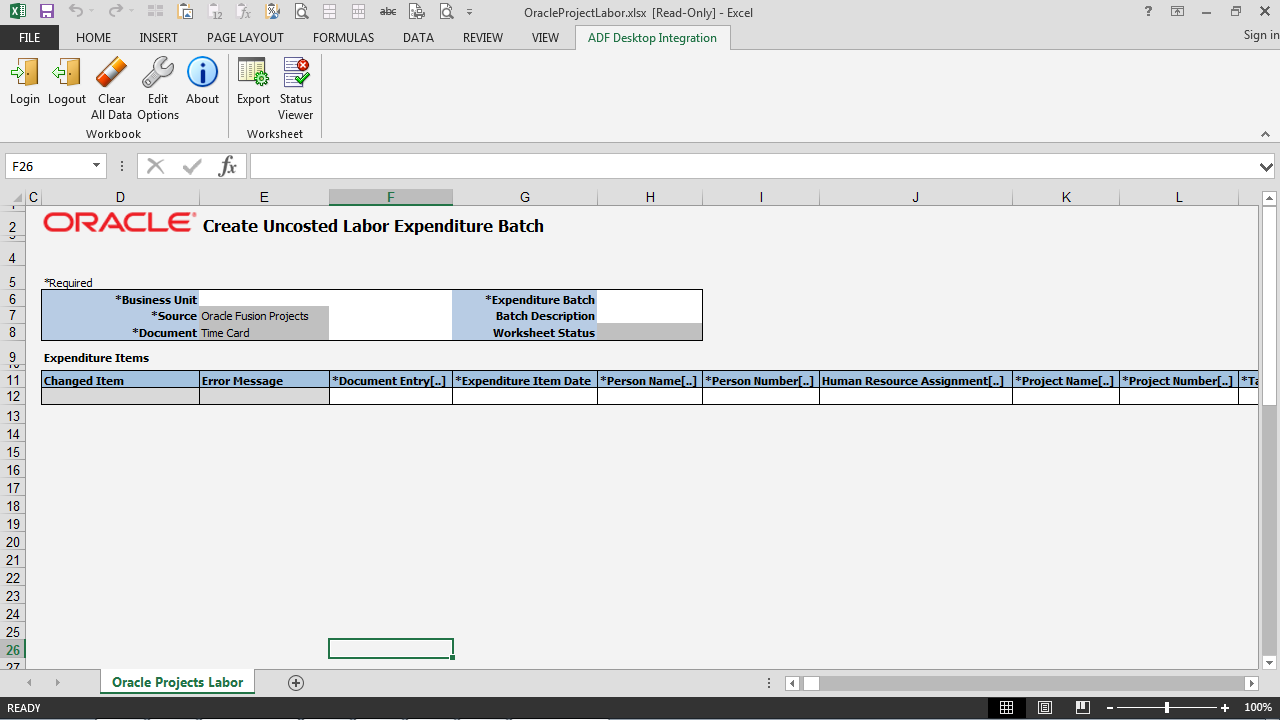 OracleProjectLabor.xlsx [Read-Only] - Excel
FILE HOME INSERT PAGE LAYOUT FORMULAS DATA REVIEW VIEW ADF Desktop Integration Sign in
Login Logout Clear All Data Edit Options About Export Status Viewer
Workbook Worksheet
F26
C D E F G H I J K L
2 ORACLE Create Uncosted Labor Expenditure Batch
4
5 *Required
6 *Business Unit *Expenditure Batch
7 *Source Oracle Fusion Projects Batch Description
8 *Document Time Card Worksheet Status
9 Expenditure Items
11 Changed Item Error Message *Document Entry[..] *Expenditure Item Date *Person Name[..] *Person Number[..] Human Resource Assignment[..] *Project Name[..] *Project Number[..] *Ta
12
13
14
15
16
17
18
19
20
21
22
23
24
25
26
27
Oracle Projects Labor
READY 100%